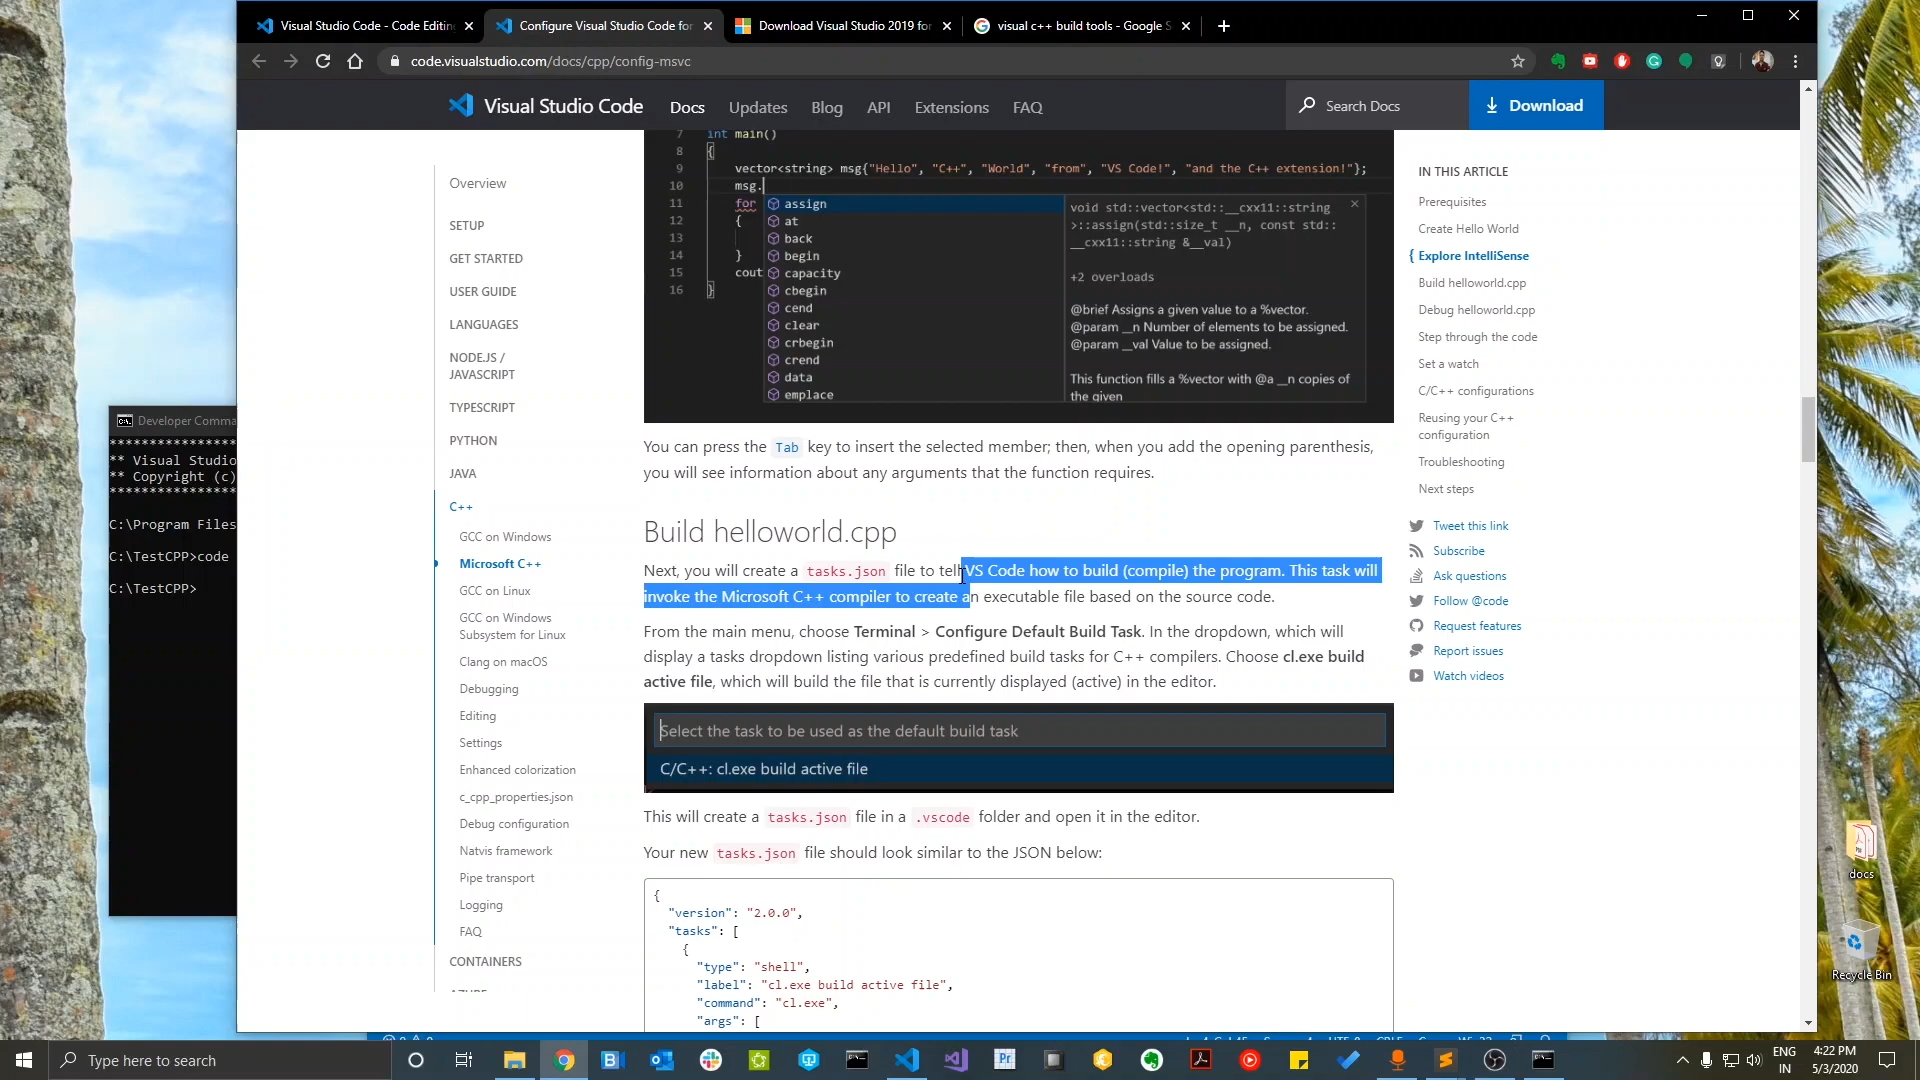 Visual Studio Code - Code Editing
Configure Visual Studio Code for
Download Visual Studio 2019 for
visual c++ build tools - Google S
code.visualstudio.com/docs/cpp/config-msvc
Visual Studio Code
Docs
Updates
Blog
API
Extensions
FAQ
Search Docs
Download
Overview
SETUP
GET STARTED
USER GUIDE
LANGUAGES
NODE.JS /
JAVASCRIPT
TYPESCRIPT
PYTHON
JAVA
C++
GCC on Windows
Microsoft C++
GCC on Linux
GCC on Windows
Subsystem for Linux
Clang on macOS
Debugging
Editing
Settings
Enhanced colorization
c_cpp_properties.json
Debug configuration
Natvis framework
Pipe transport
Logging
FAQ
CONTAINERS
Developer Comma
*****************
** Visual Studio
** Copyright (c)
*****************
C:\Program Files
C:\TestCPP>code
C:\TestCPP>
7 int main()
8 {
9 vector<string> msg{"Hello", "C++", "World", "from", "VS Code!", "and the C++ extension!"};
10 msg.
11 for
12 {
13
14 }
15 cout
16 }
assign
at
back
begin
capacity
cbegin
cend
clear
crbegin
crend
data
emplace
void std::vector<std::__cxx11::string
>::assign(std::size_t __n, const std::
__cxx11::string &__val)
+2 overloads
@brief Assigns a given value to a %vector.
@param __n Number of elements to be assigned.
@param __val Value to be assigned.
This function fills a %vector with @a __n copies of
the given
You can press the Tab key to insert the selected member; then, when you add the opening parenthesis,
you will see information about any arguments that the function requires.
Build helloworld.cpp
Next, you will create a tasks.json file to tell VS Code how to build (compile) the program. This task will
invoke the Microsoft C++ compiler to create an executable file based on the source code.
From the main menu, choose Terminal > Configure Default Build Task. In the dropdown, which will
display a tasks dropdown listing various predefined build tasks for C++ compilers. Choose cl.exe build
active file, which will build the file that is currently displayed (active) in the editor.
Select the task to be used as the default build task
C/C++: cl.exe build active file
This will create a tasks.json file in a .vscode folder and open it in the editor.
Your new tasks.json file should look similar to the JSON below:
{
"version": "2.0.0",
"tasks": [
{
"type": "shell",
"label": "cl.exe build active file",
"command": "cl.exe",
"args": [
IN THIS ARTICLE
Prerequisites
Create Hello World
{ Explore IntelliSense
Build helloworld.cpp
Debug helloworld.cpp
Step through the code
Set a watch
C/C++ configurations
Reusing your C++
configuration
Troubleshooting
Next steps
Tweet this link
Subscribe
Ask questions
Follow @code
Request features
Report issues
Watch videos
docs
Recycle Bin
Type here to search
ENG
IN
4:22 PM
5/3/2020